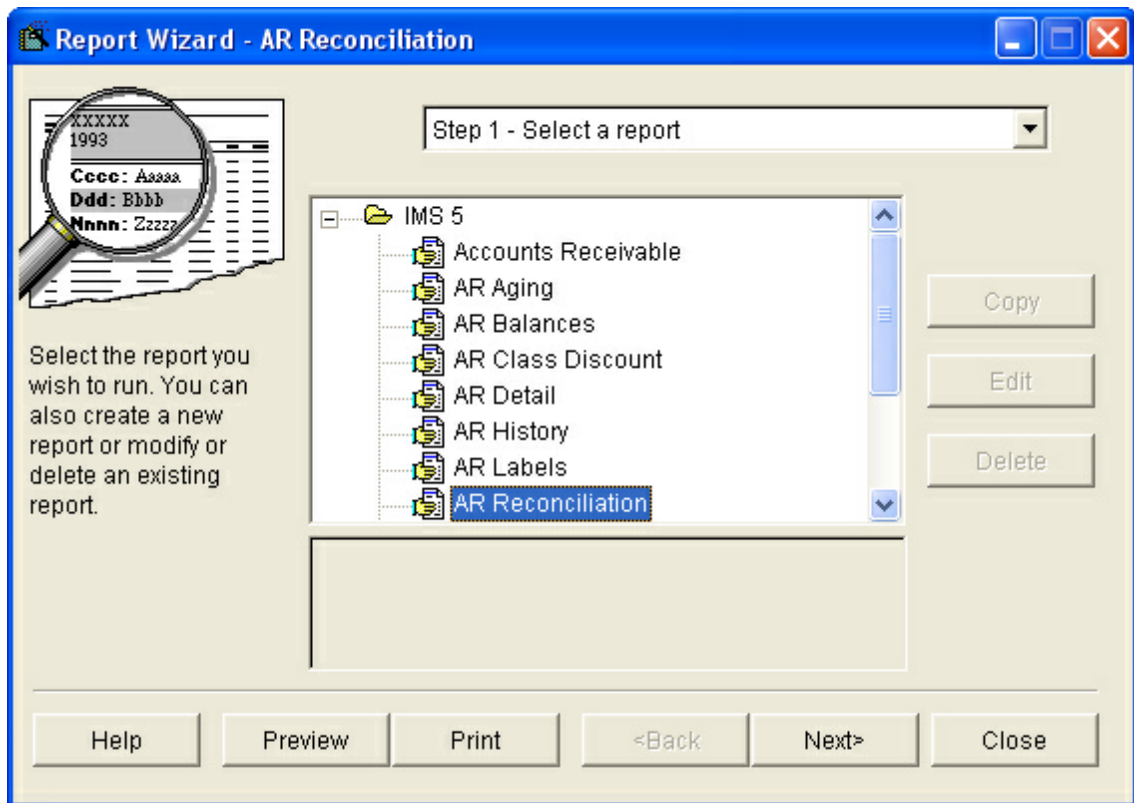 Report Wizard - AR Reconciliation
XXXXX
1993
Cccc: Aaaaa
Ddd: Bbbb
Nnnn: Zzzzz
Step 1 - Select a report
IMS 5
Accounts Receivable
AR Aging
AR Balances
AR Class Discount
AR Detail
AR History
AR Labels
AR Reconciliation
Select the report you
wish to run. You can
also create a new
report or modify or
delete an existing
report.
Copy
Edit
Delete
Help
Preview
Print
<Back
Next>
Close